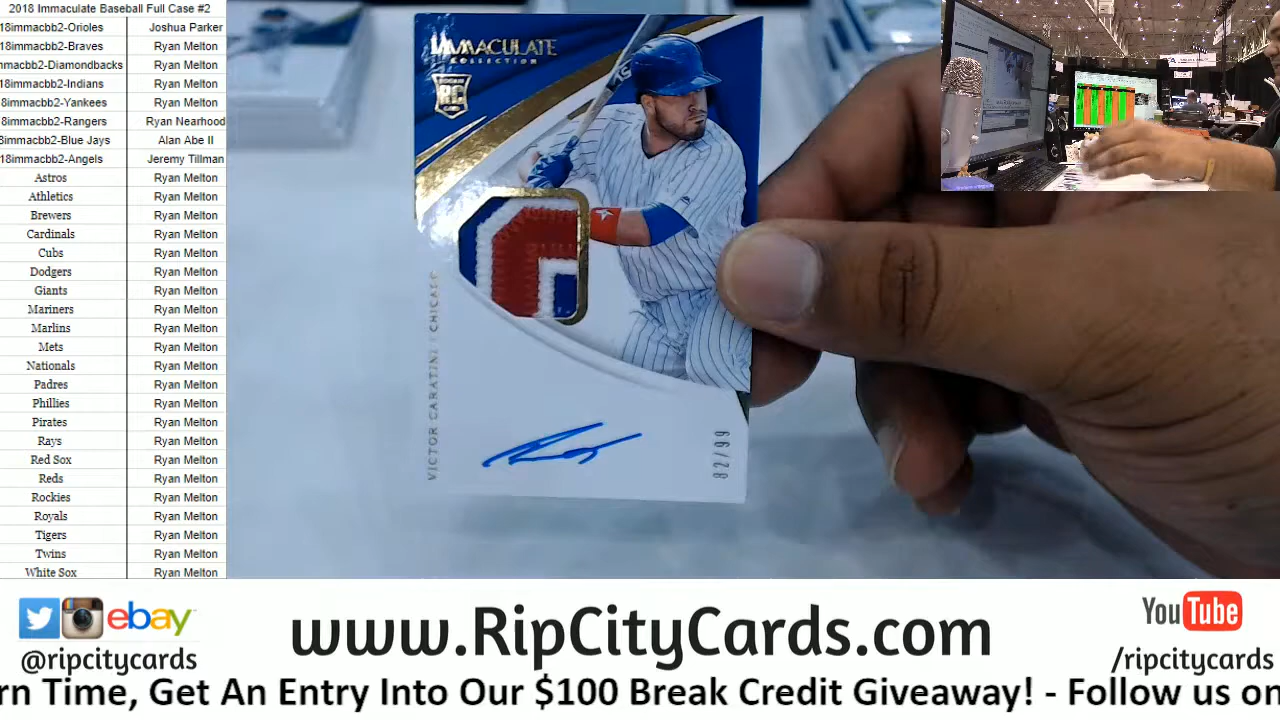 2018 Immaculate Baseball Full Case #2
18immacbb2-Orioles Joshua Parker
18immacbb2-Braves Ryan Melton
mmacbb2-Diamondbacks Ryan Melton
18immacbb2-Indians Ryan Melton
8immacbb2-Yankees Ryan Melton
8immacbb2-Rangers Ryan Nearhood
8immacbb2-Blue Jays Alan Abe II
18immacbb2-Angels Jeremy Tillman
Astros Ryan Melton
Athletics Ryan Melton
Brewers Ryan Melton
Cardinals Ryan Melton
Cubs Ryan Melton
Dodgers Ryan Melton
Giants Ryan Melton
Mariners Ryan Melton
Marlins Ryan Melton
Mets Ryan Melton
Nationals Ryan Melton
Padres Ryan Melton
Phillies Ryan Melton
Pirates Ryan Melton
Rays Ryan Melton
Red Sox Ryan Melton
Reds Ryan Melton
Rockies Ryan Melton
Royals Ryan Melton
Tigers Ryan Melton
Twins Ryan Melton
White Sox Ryan Melton
IMMACULATE
COLLECTION
RC
VICTOR CARATINI
82/99
ebay
@ripcitycards
www.RipCityCards.com
YouTube
/ripcitycards
rn Time, Get An Entry Into Our $100 Break Credit Giveaway! - Follow us on